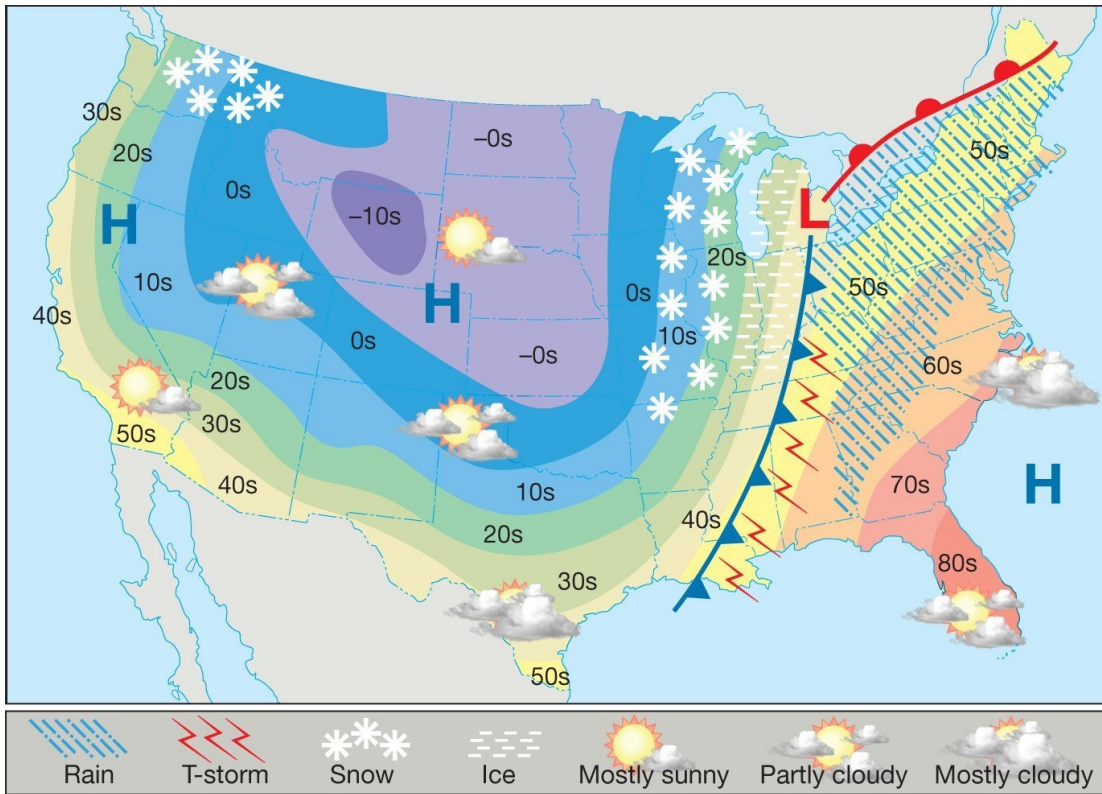 –0s
50s
30s
20s
0s
–10s
H
L
20s
10s
H
0s
50s
40s
0s
10s
H
–0s
60s
20s
50s
30s
40s
10s
40s
70s
H
20s
30s
80s
50s
Rain
T-storm
Snow
Ice
Mostly sunny
Partly cloudy
Mostly cloudy